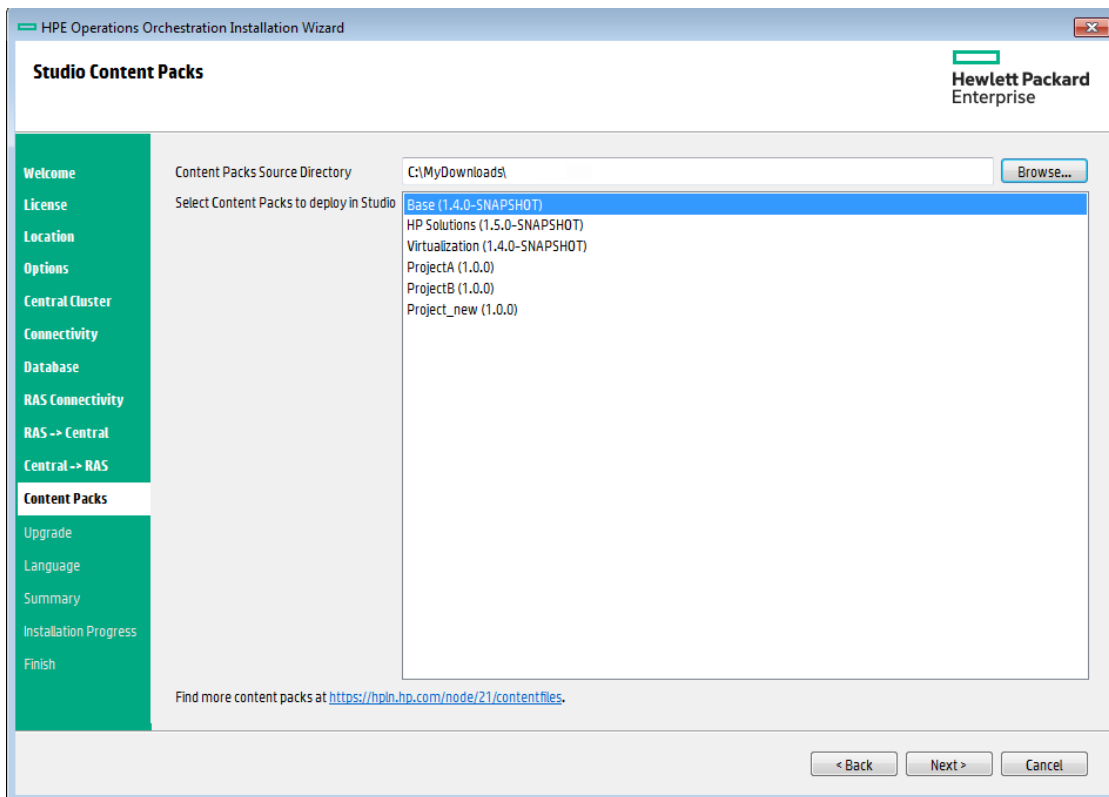 HPE Operations Orchestration Installation Wizard
Studio Content Packs
Hewlett Packard
Enterprise
Welcome
License
Location
Options
Central Cluster
Connectivity
Database
RAS Connectivity
RAS -> Central
Central -> RAS
Content Packs
Upgrade
Language
Summary
Installation Progress
Finish
Content Packs Source Directory
C:\MyDownloads\
Browse...
Select Content Packs to deploy in Studio
Base (1.4.0-SNAPSHOT)
HP Solutions (1.5.0-SNAPSHOT)
Virtualization (1.4.0-SNAPSHOT)
ProjectA (1.0.0)
ProjectB (1.0.0)
Project_new (1.0.0)
Find more content packs at https://hpln.hp.com/node/21/contentfiles.
< Back
Next >
Cancel